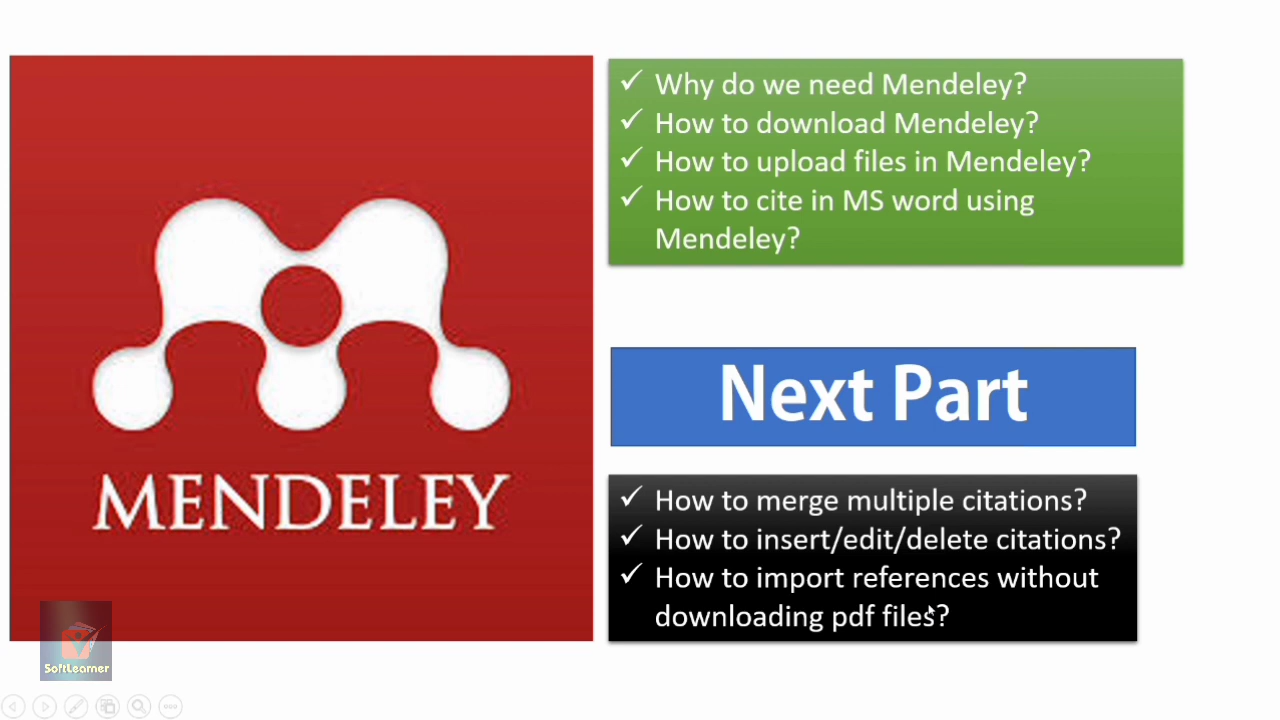 MENDELEY
✓ Why do we need Mendeley?
✓ How to download Mendeley?
✓ How to upload files in Mendeley?
✓ How to cite in MS word using
Mendeley?
Next Part
✓ How to merge multiple citations?
✓ How to insert/edit/delete citations?
✓ How to import references without
downloading pdf files?
SoftLearner